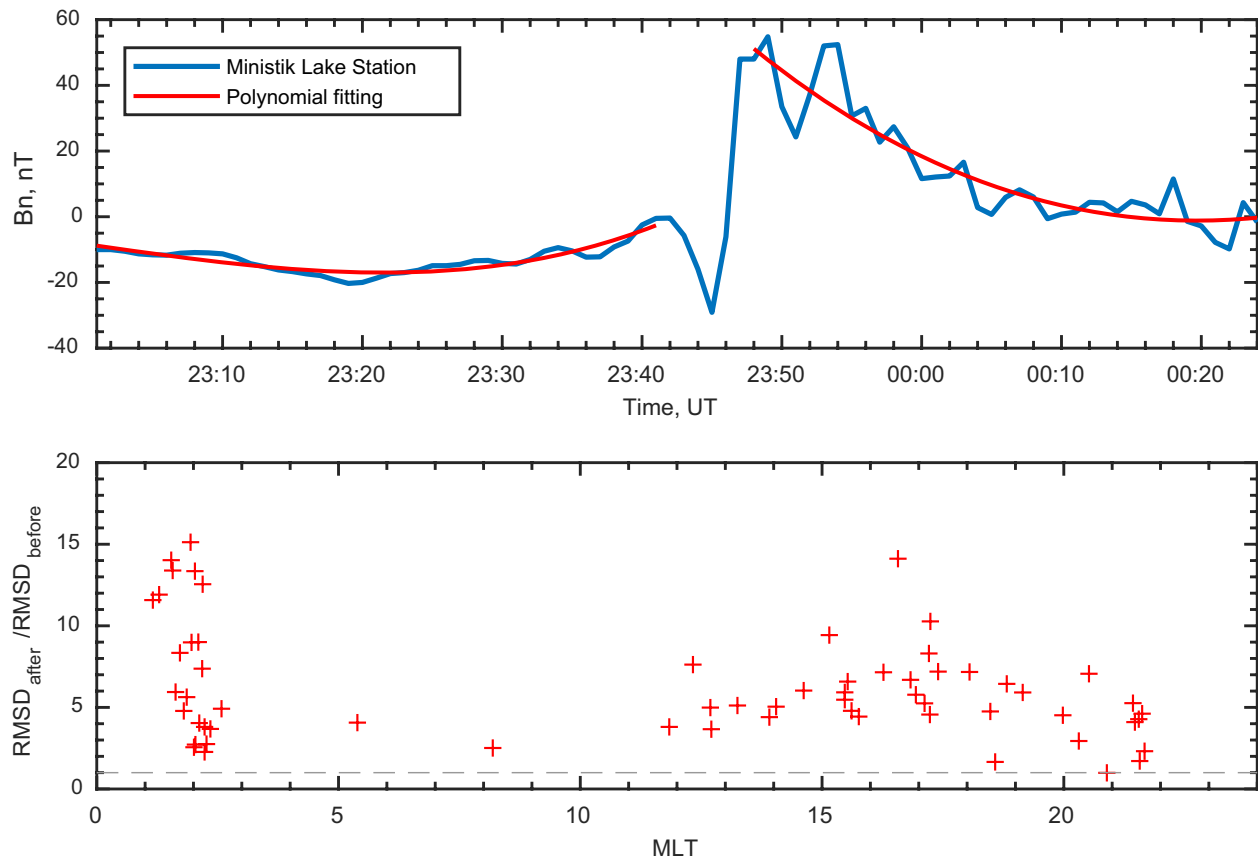 60
40
20
0
-20
-40
Bn, nT
Ministik Lake Station
Polynomial fitting
23:10 23:20 23:30 23:40 23:50 00:00 00:10 00:20
Time, UT
20
15
10
5
0
RMSD after /RMSD before
0 5 10 15 20
MLT